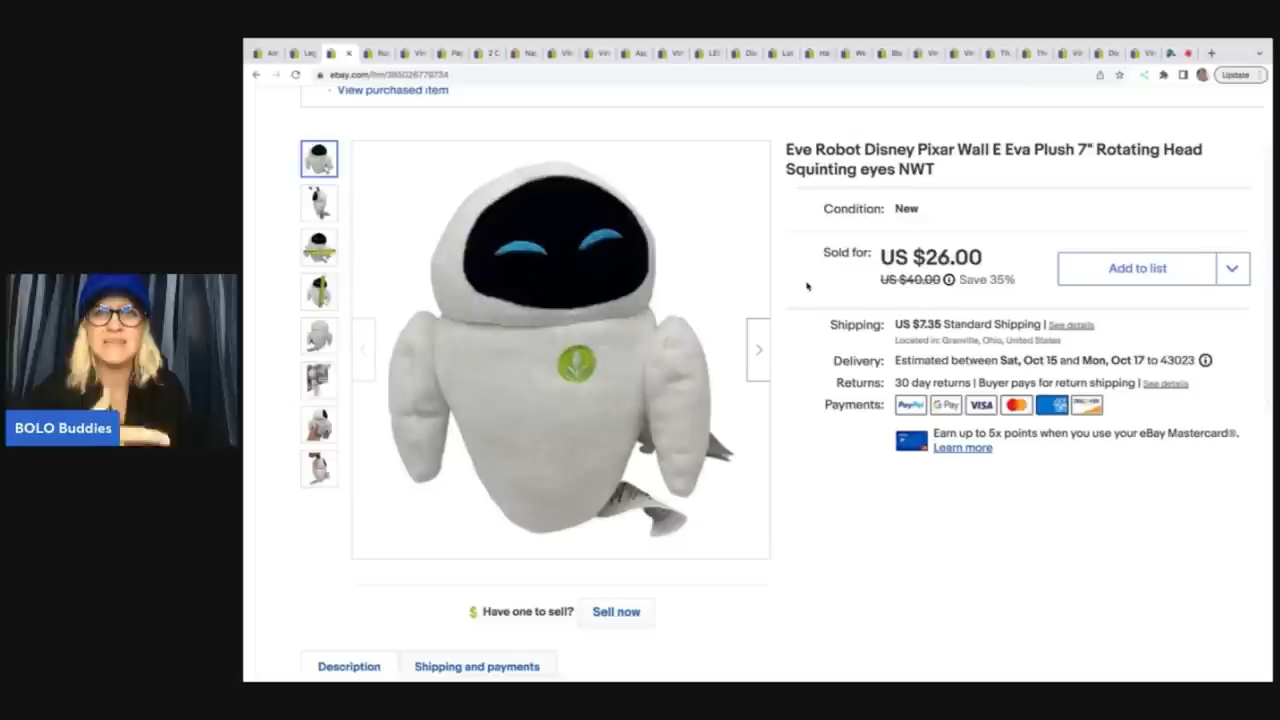 Update
View purchased item
Eve Robot Disney Pixar Wall E Eva Plush 7" Rotating Head
Squinting eyes NWT
Condition: New
Sold for: US $26.00
US $40.00 Save 35%
Add to list
Shipping: US $7.35 Standard Shipping | See details
Located in: Granville, Ohio, United States
Delivery: Estimated between Sat, Oct 15 and Mon, Oct 17 to 43023
Returns: 30 day returns | Buyer pays for return shipping | See details
Payments: PayPal G Pay VISA
DISCOVER
Earn up to 5x points when you use your eBay Mastercard®.
Learn more
BOLO Buddies
$ Have one to sell? Sell now
Description Shipping and payments